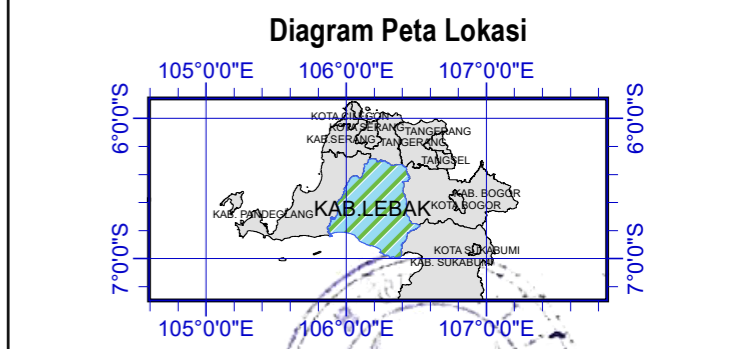 Diagram Peta Lokasi
105°0'0"E 106°0'0"E 107°0'0"E
6°0'0"S
6°0'0"S
KOTA CILEGON
KOTA SERANG TANGERANG
KAB.SERANG TANGERANG
TANGSEL
KAB. BOGOR
KAB. PANDEGLANG KAB.LEBAK KOTA BOGOR
KOTA SUKABUMI
KAB. SUKABUMI
7°0'0"S
7°0'0"S
105°0'0"E 106°0'0"E 107°0'0"E